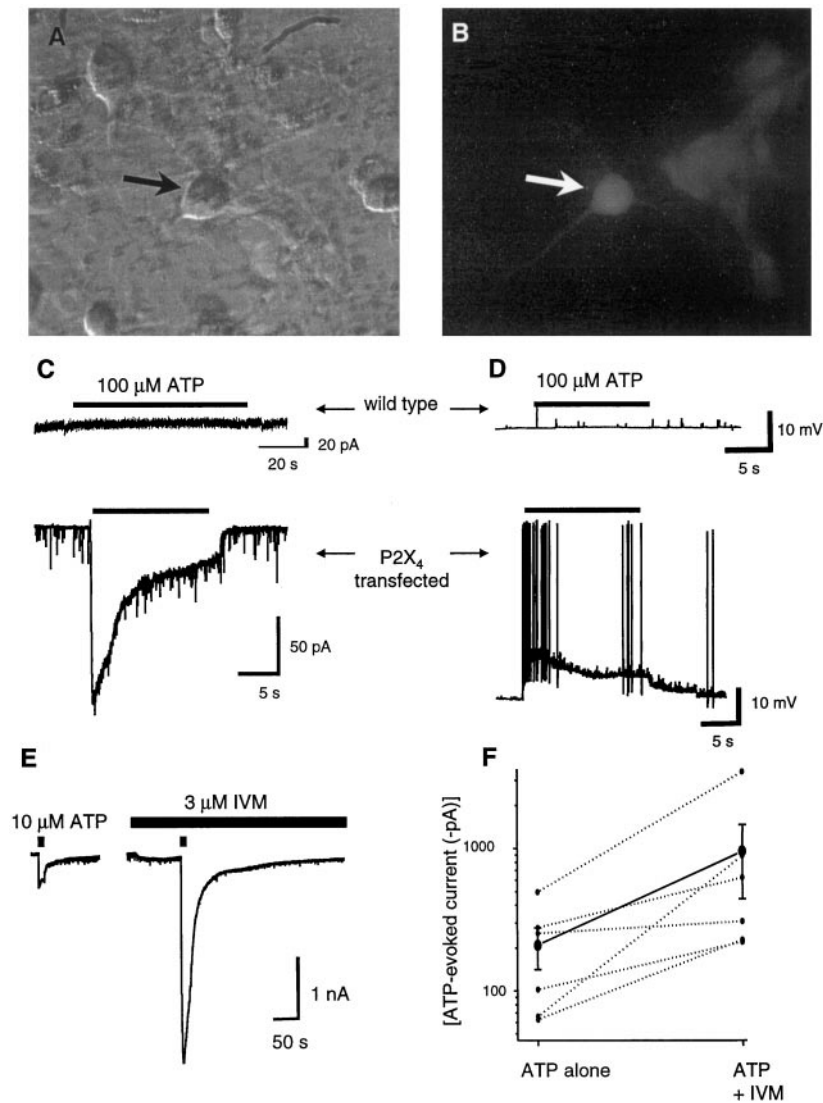 A
B
C
100 μM ATP
wild type
20 pA
20 s
D
100 μM ATP
10 mV
5 s
P2X4
transfected
50 pA
5 s
10 mV
5 s
E
10 μM ATP
3 μM IVM
1 nA
50 s
F
[ATP-evoked current (-pA)]
1000
100
ATP alone
ATP
+ IVM